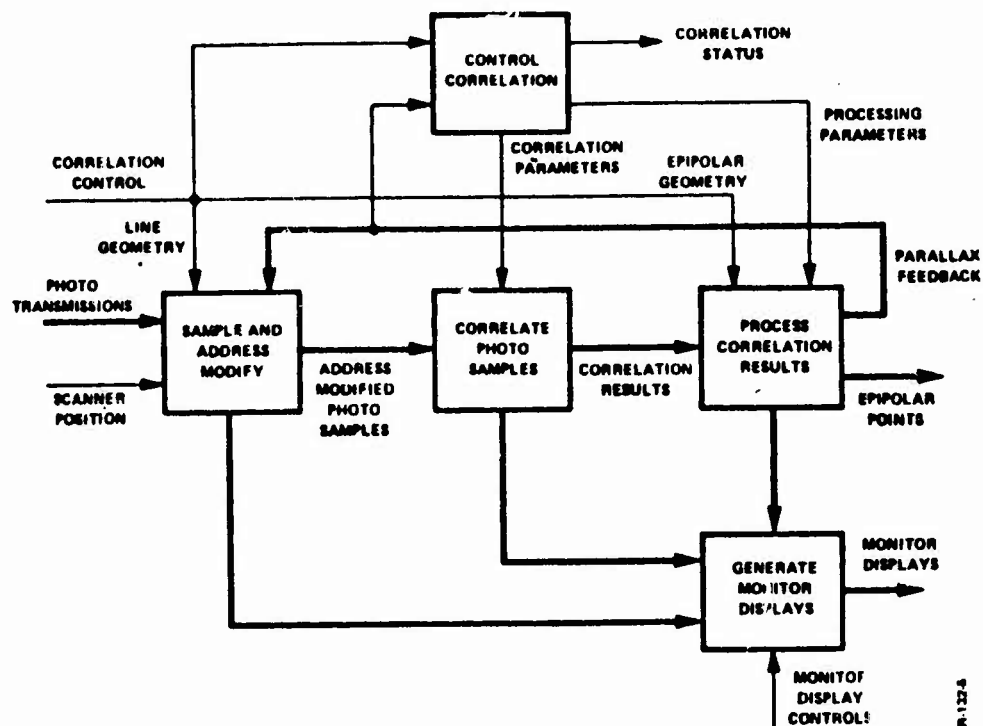 CONTROL
CORRELATION
CORRELATION
STATUS
PROCESSING
PARAMETERS
CORRELATION
PARAMETERS
EPIPOLAR
GEOMETRY
CORRELATION
CONTROL
LINE
GEOMETRY
PARALLAX
FEEDBACK
PHOTO
TRANSMISSIONS
SAMPLE AND
ADDRESS
MODIFY
CORRELATE
PHOTO
SAMPLES
PROCESS
CORRELATION
RESULTS
SCANNER
POSITION
ADDRESS
MODIFIED
PHOTO
SAMPLES
CORRELATION
RESULTS
EPIPOLAR
POINTS
GENERATE
MONITOR
DISPLAYS
MONITOR
DISPLAYS
MONITOR
DISPLAY
CONTROLS
R-132-5